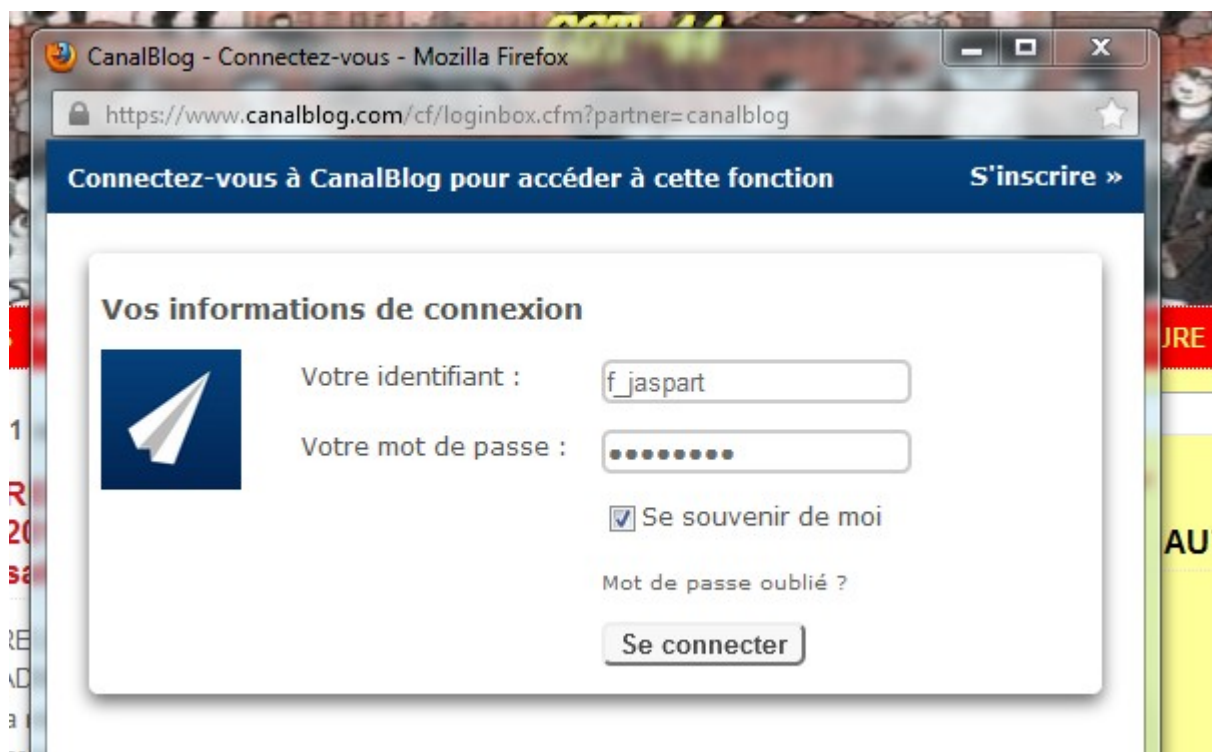 CGT-44
CanalBlog - Connectez-vous - Mozilla Firefox
https://www.canalblog.com/cf/loginbox.cfm?partner=canalblog
Connectez-vous à CanalBlog pour accéder à cette fonction S'inscrire »
Vos informations de connexion
Votre identifiant : f_jaspart
Votre mot de passe : ••••••••
Se souvenir de moi
Mot de passe oublié ?
Se connecter